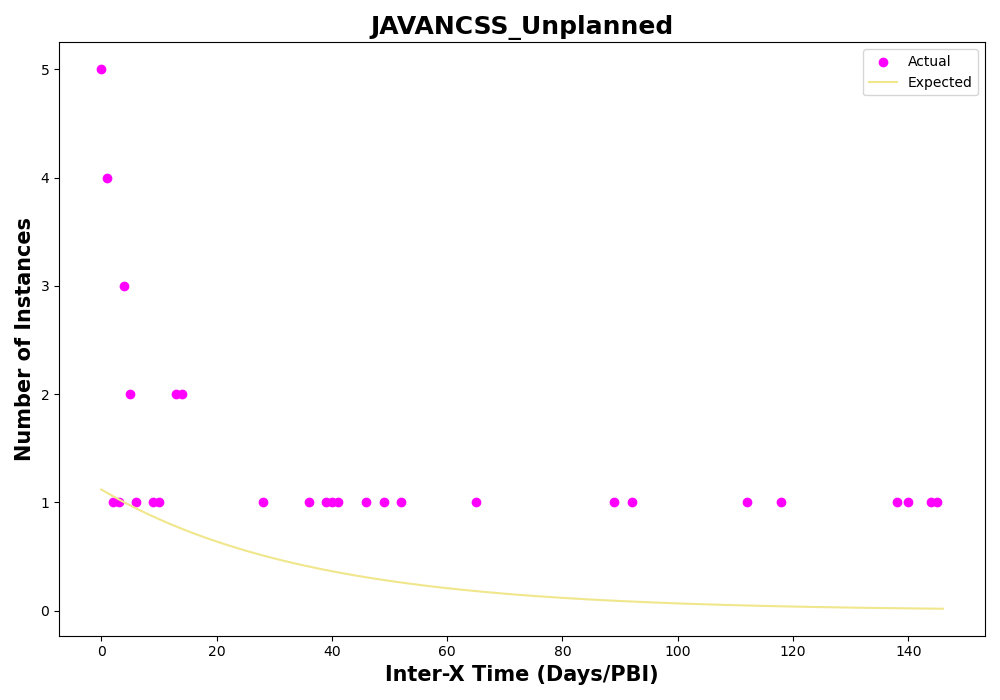 JAVANCSS_Unplanned
Actual
Expected
Number of Instances
5
4
3
2
1
0
0 20 40 60 80 100 120 140
Inter-X Time (Days/PBI)